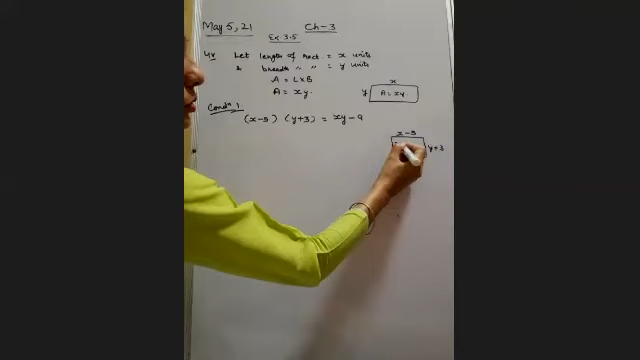 May 5, 21 Ch-3
Ex 3.5
Let length of rect = x units
& breadth " " = y units
A = L×B
A = xy.
x
y A = xy.
Condn 1
(x-5) (y+3) = xy-9
x-5
y+3